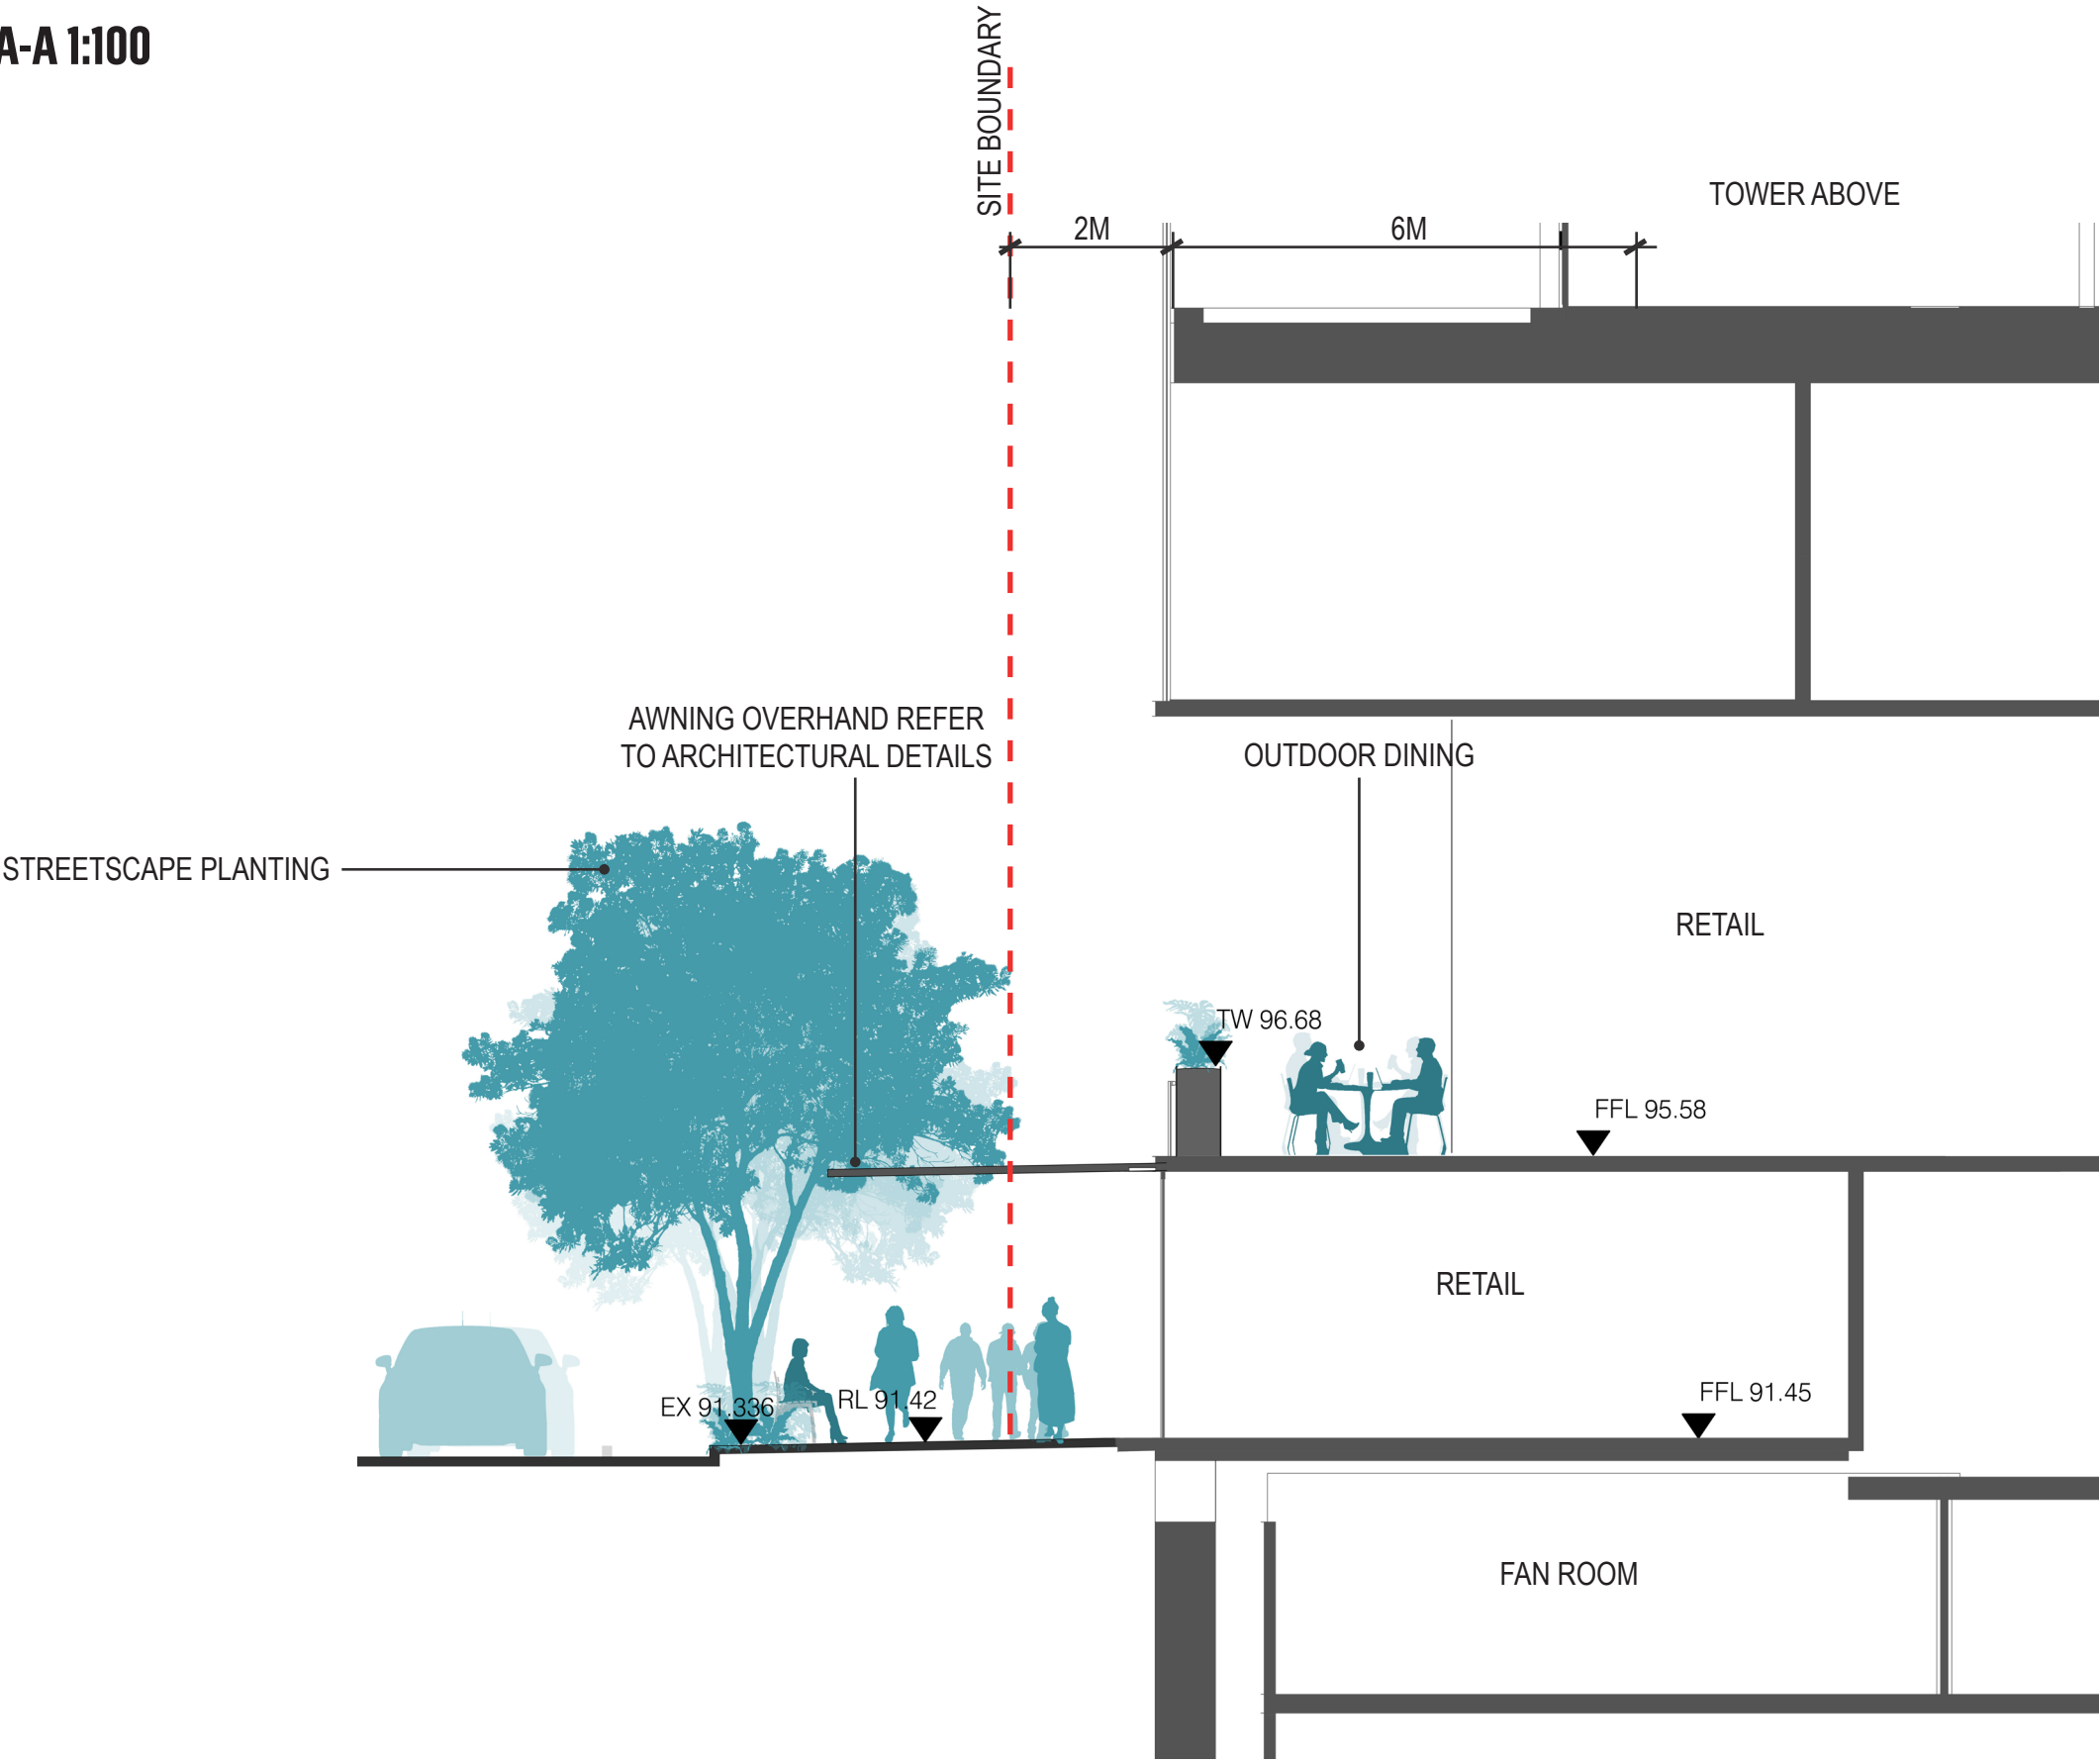 A-A 1:100
SITE BOUNDARY
TOWER ABOVE
2M
6M
AWNING OVERHAND REFER
TO ARCHITECTURAL DETAILS
OUTDOOR DINING
STREETSCAPE PLANTING
RETAIL
TW 96.68
FFL 95.58
RETAIL
FFL 91.45
EX 91.336
RL 91.42
FAN ROOM